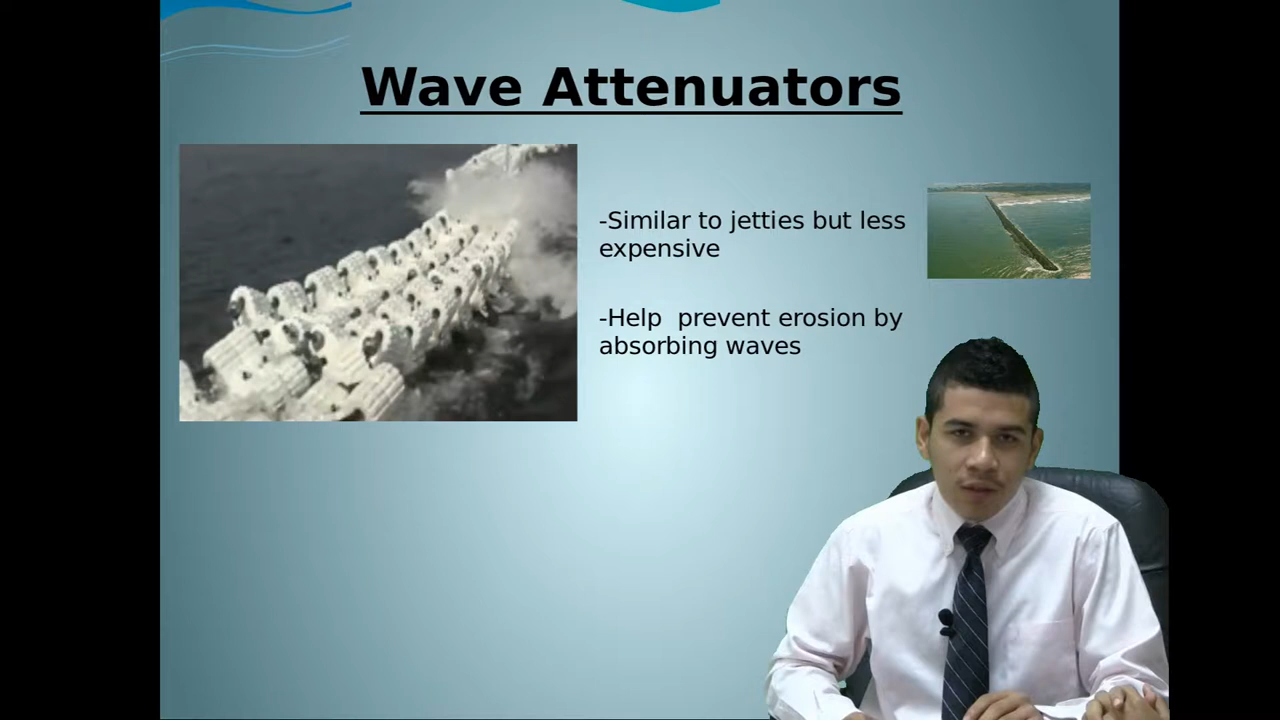 Wave Attenuators
-Similar to jetties but less
expensive
-Help  prevent erosion by
absorbing waves